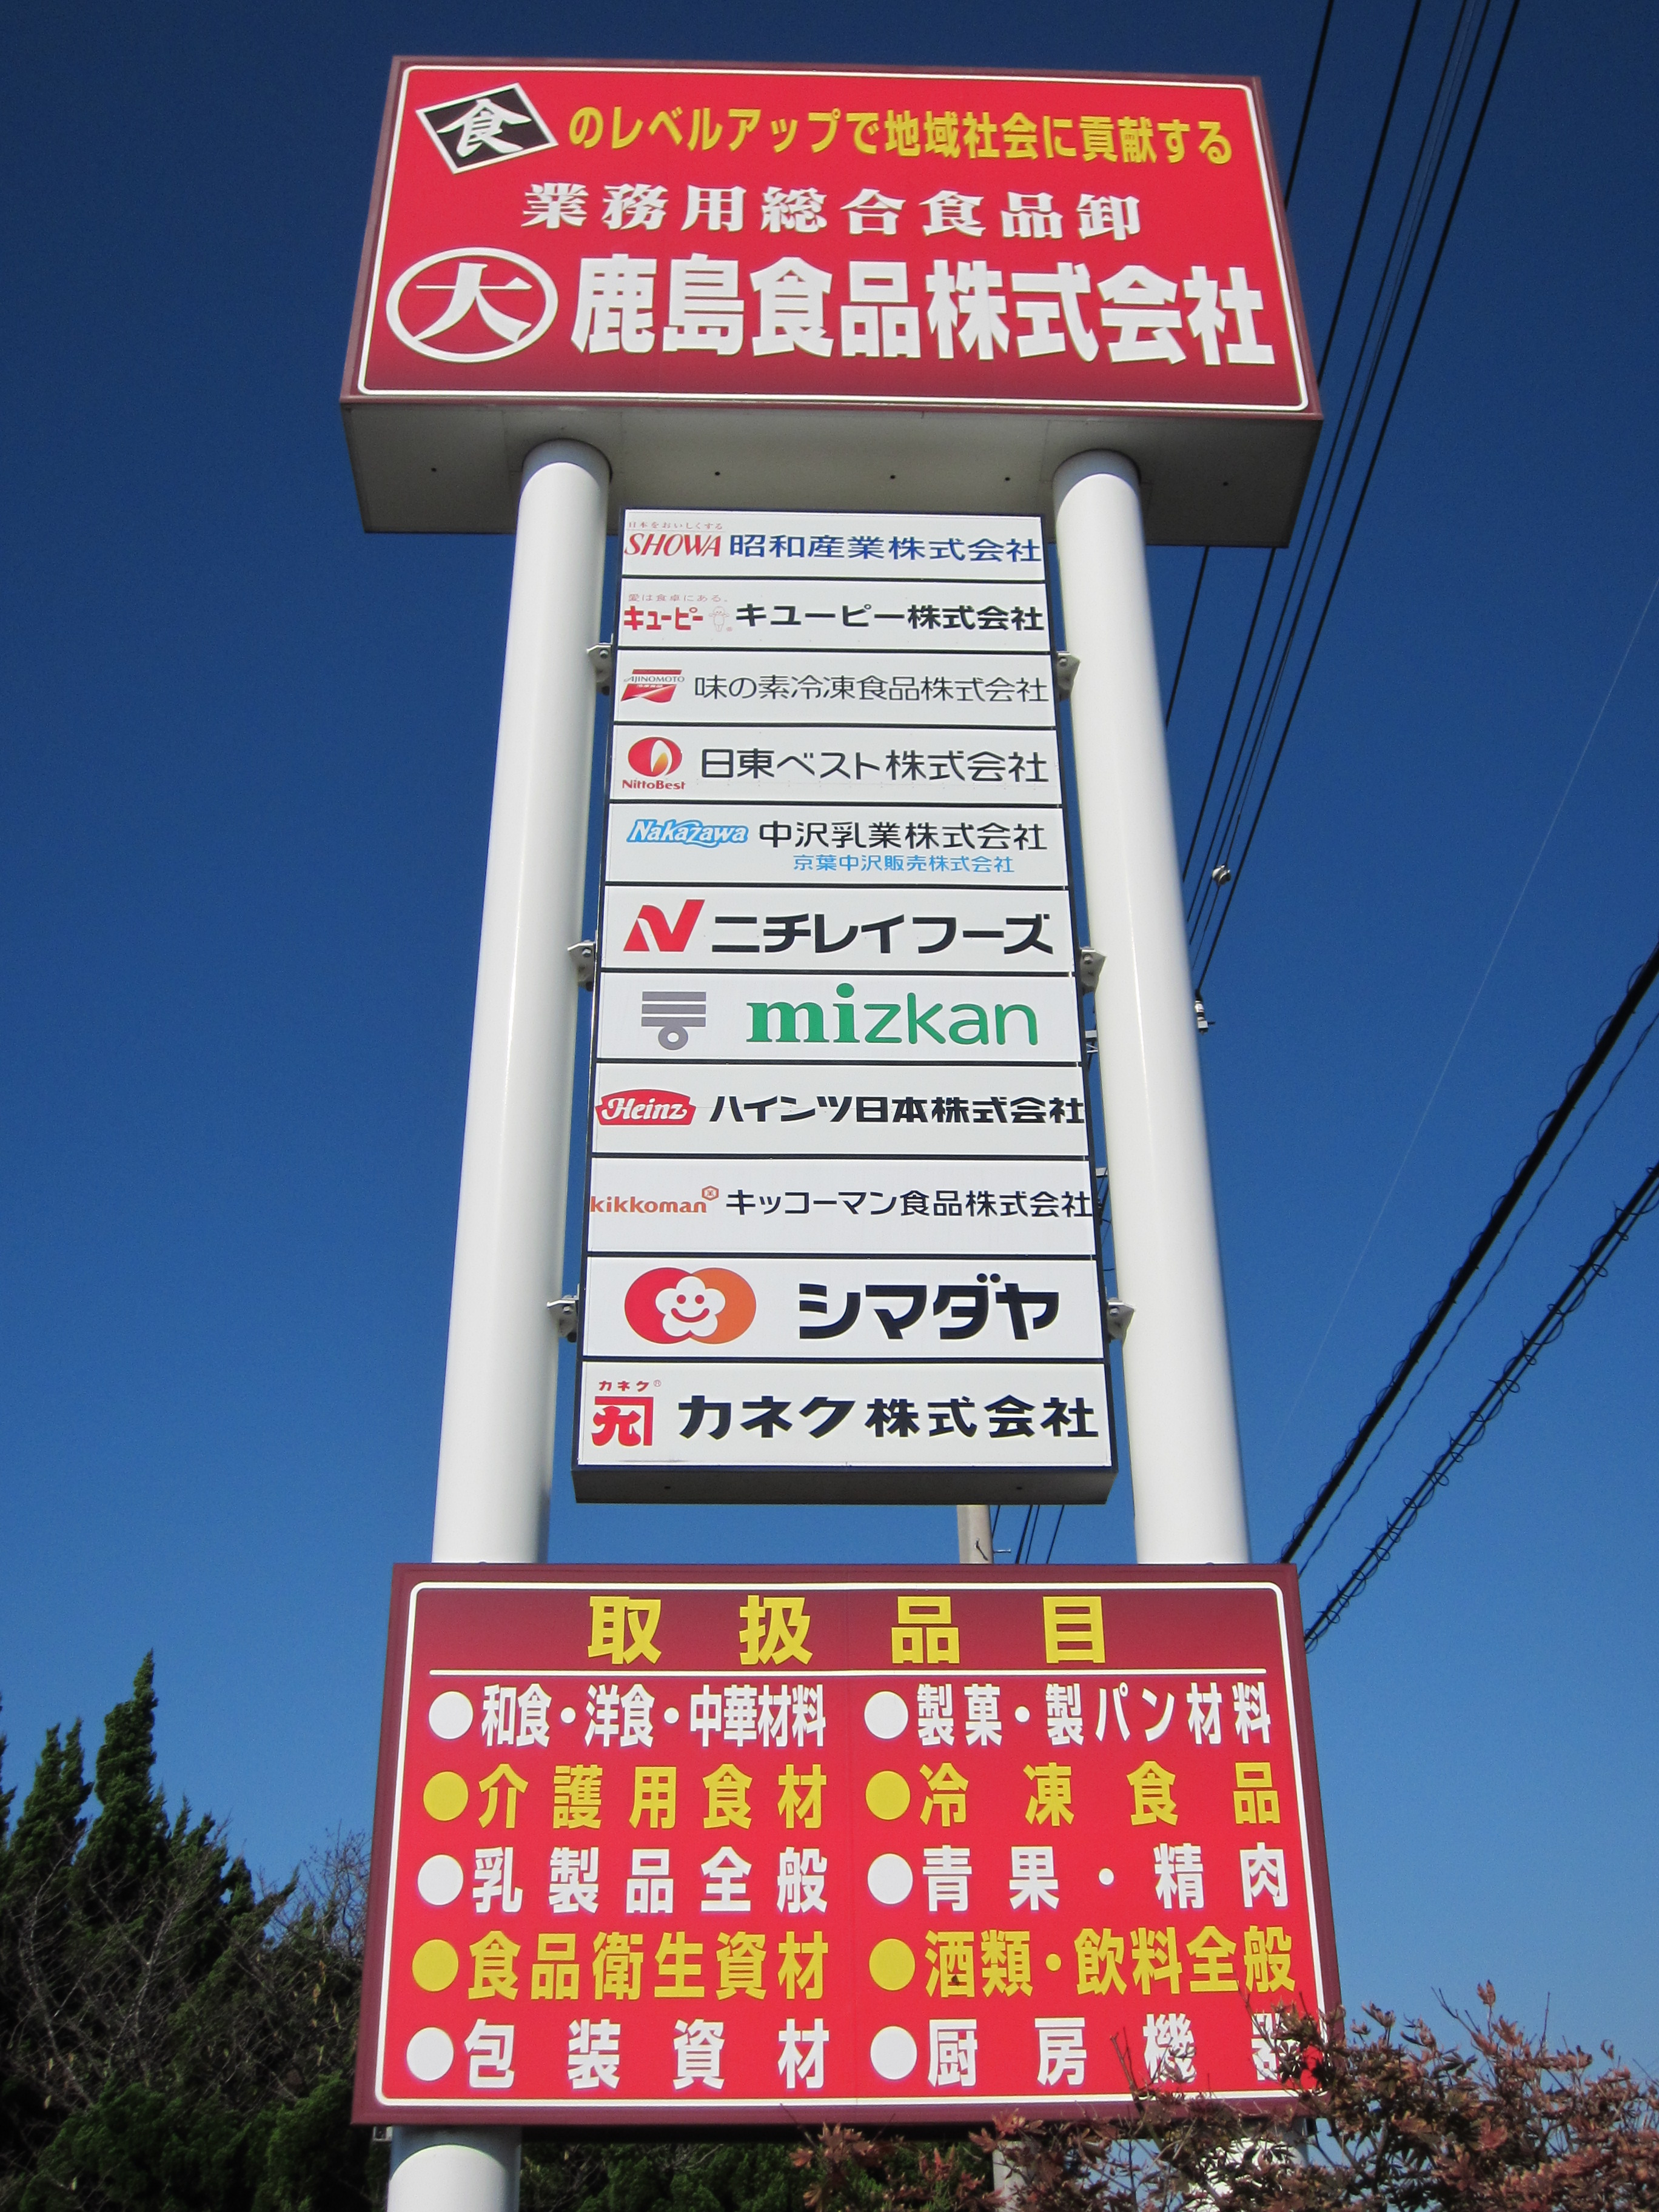 食のレベルアップで地域社会に貢献する
業務用総合食品卸
大 鹿島食品株式会社
日本をおいしくする
SHOWA 昭和産業株式会社
愛は食卓にある。
キユーピー キユーピー株式会社
AJINOMOTO 味の素冷凍食品株式会社
NittoBest 日東ベスト株式会社
Nakazawa 中沢乳業株式会社
京葉中沢販売株式会社
N ニチレイフーズ
mizkan
Heinz ハインツ日本株式会社
kikkoman キッコーマン食品株式会社
シマダヤ
カネク®
カネク株式会社
取扱品目
●和食・洋食・中華材料 ●製菓・製パン材料
●介護用食材 ●冷凍食品
●乳製品全般 ●青果・精肉
●食品衛生資材 ●酒類・飲料全般
●包装資材 ●厨房機器